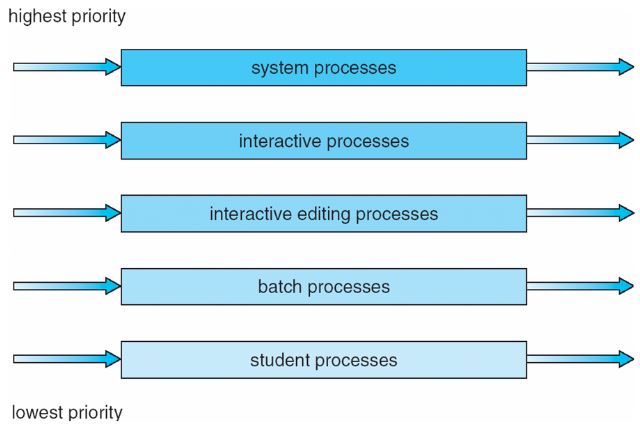 highest priority
system processes
interactive processes
interactive editing processes
batch processes
student processes
lowest priority